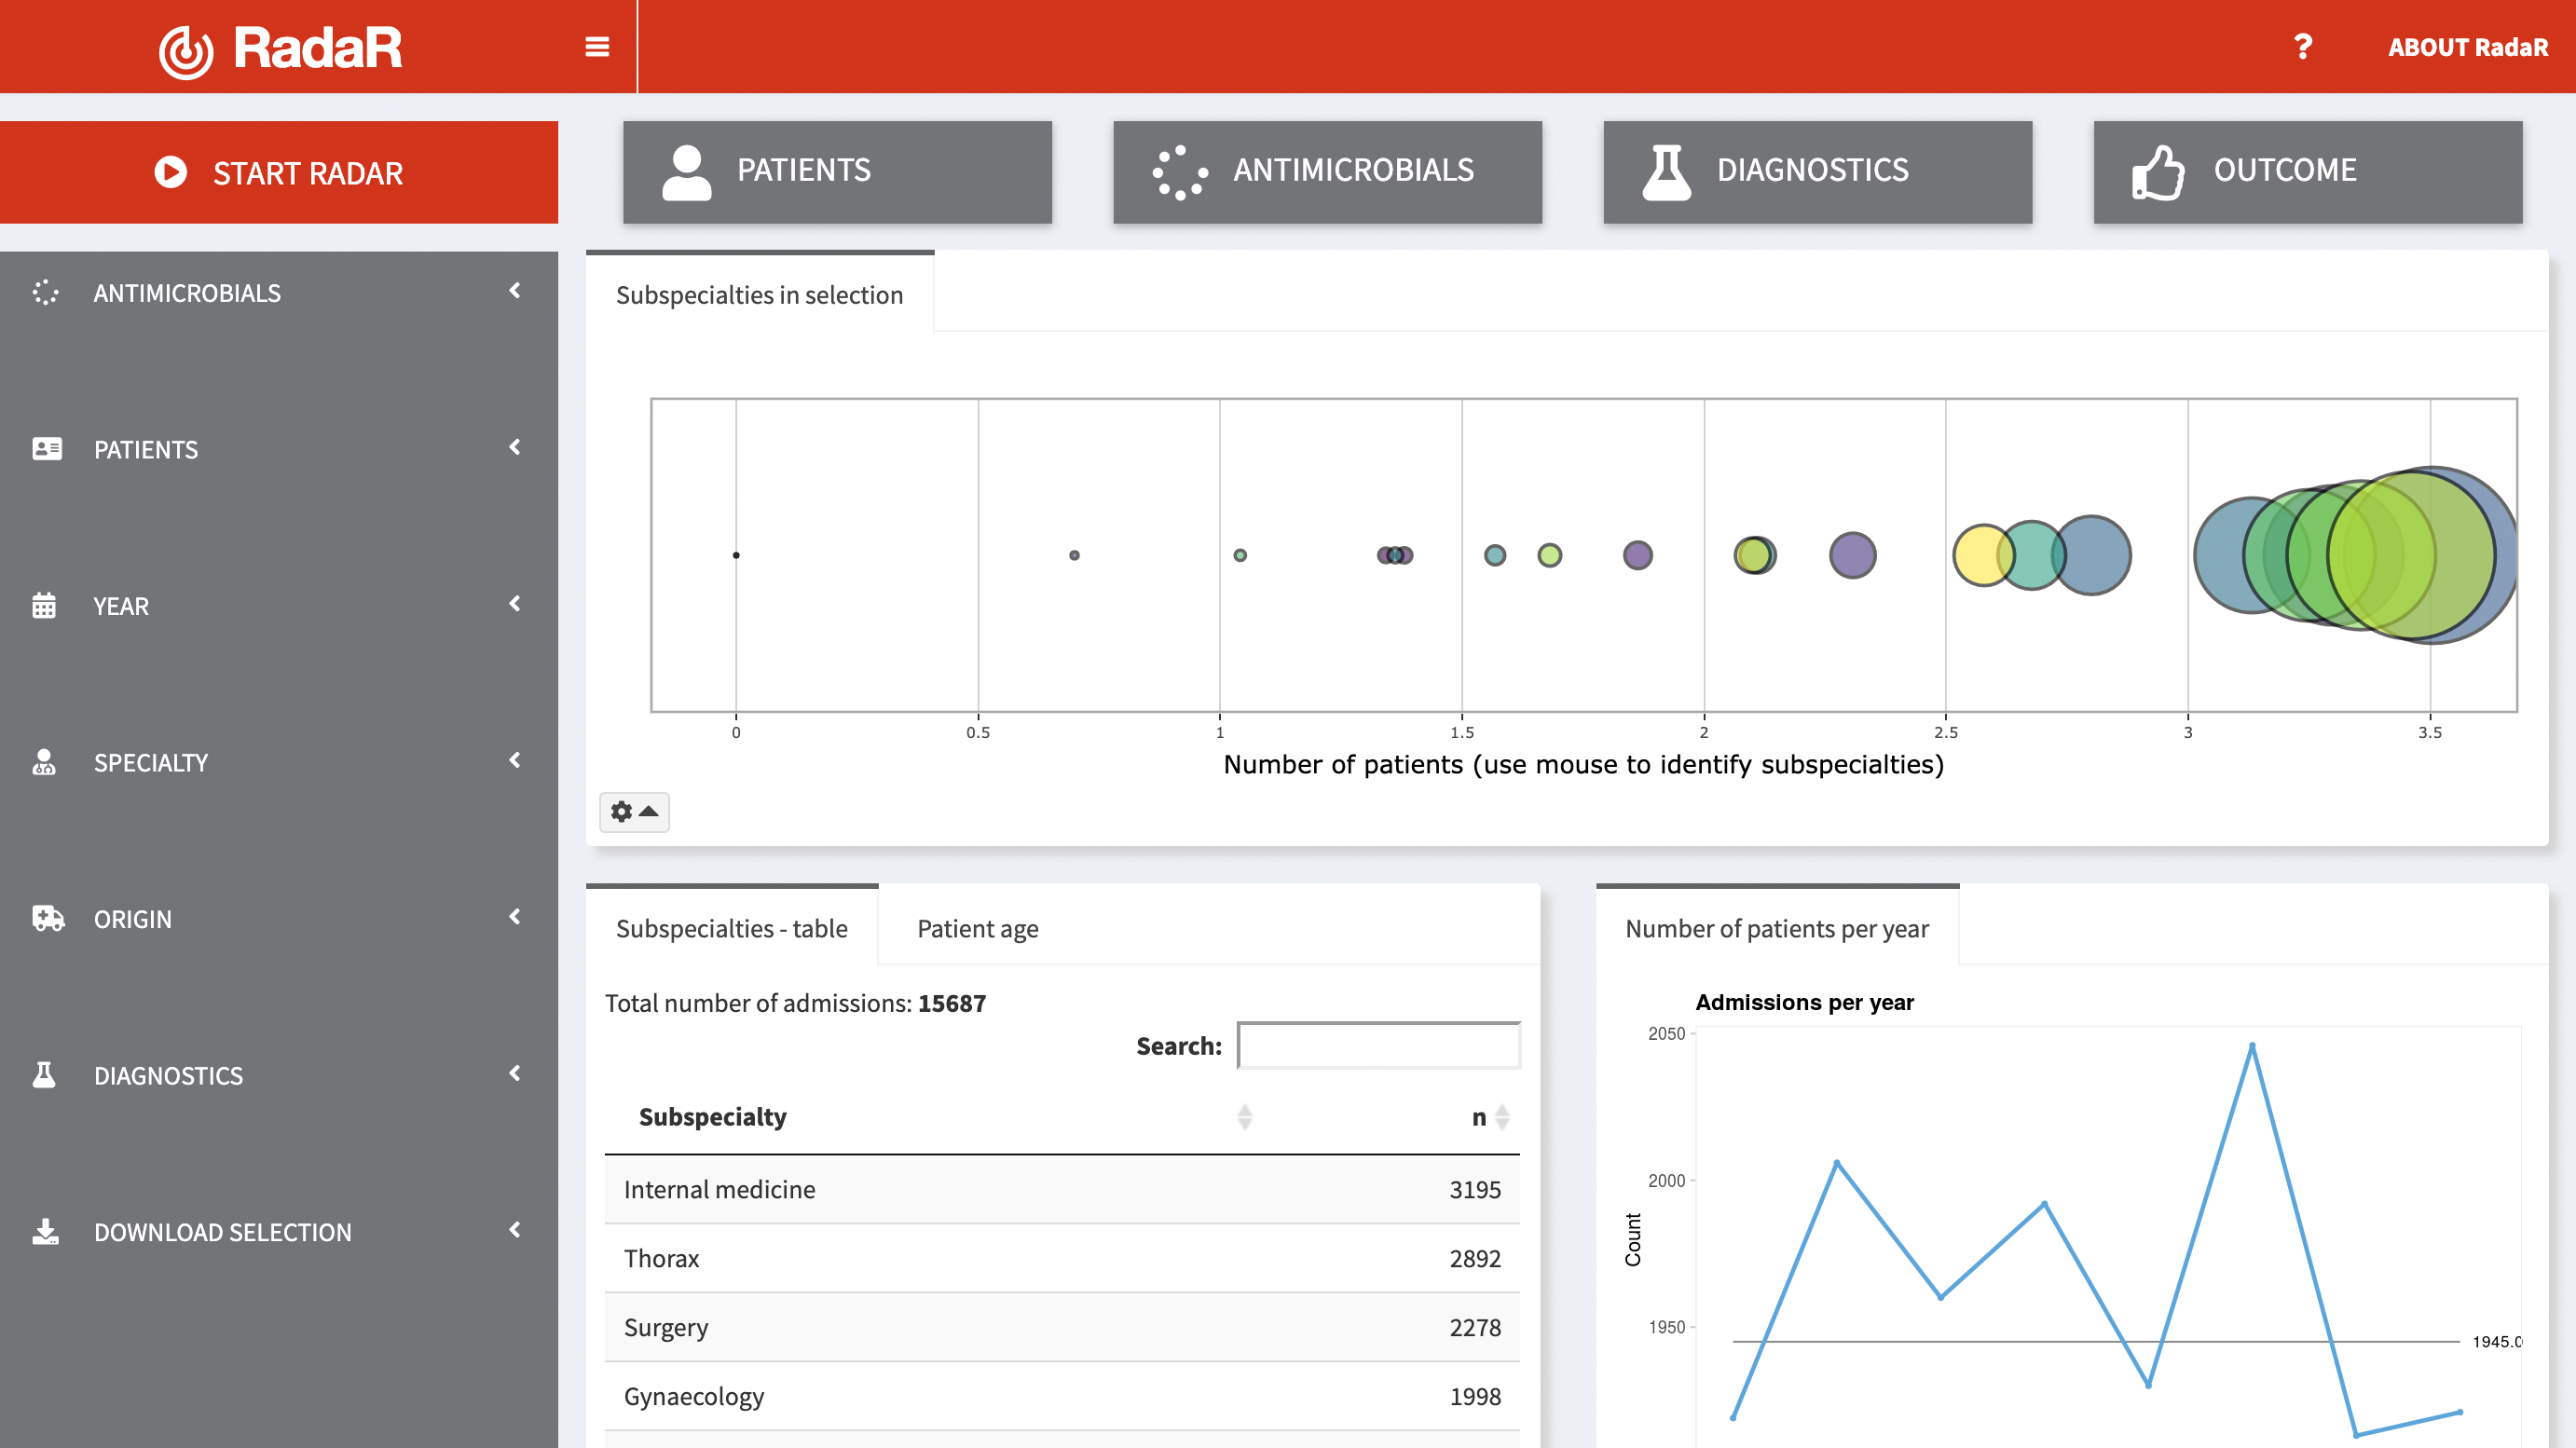 RadaR
?
ABOUT RadaR
START RADAR
PATIENTS
ANTIMICROBIALS
DIAGNOSTICS
OUTCOME
ANTIMICROBIALS
PATIENTS
YEAR
SPECIALTY
ORIGIN
DIAGNOSTICS
DOWNLOAD SELECTION
Subspecialties in selection
0 0.5 1 1.5 2 2.5 3 3.5
Number of patients (use mouse to identify subspecialties)
Subspecialties - table
Patient age
Total number of admissions: 15687
Search:
Subspecialty n
Internal medicine 3195
Thorax 2892
Surgery 2278
Gynaecology 1998
Number of patients per year
Admissions per year
2050
2000
1950
Count
1945.0